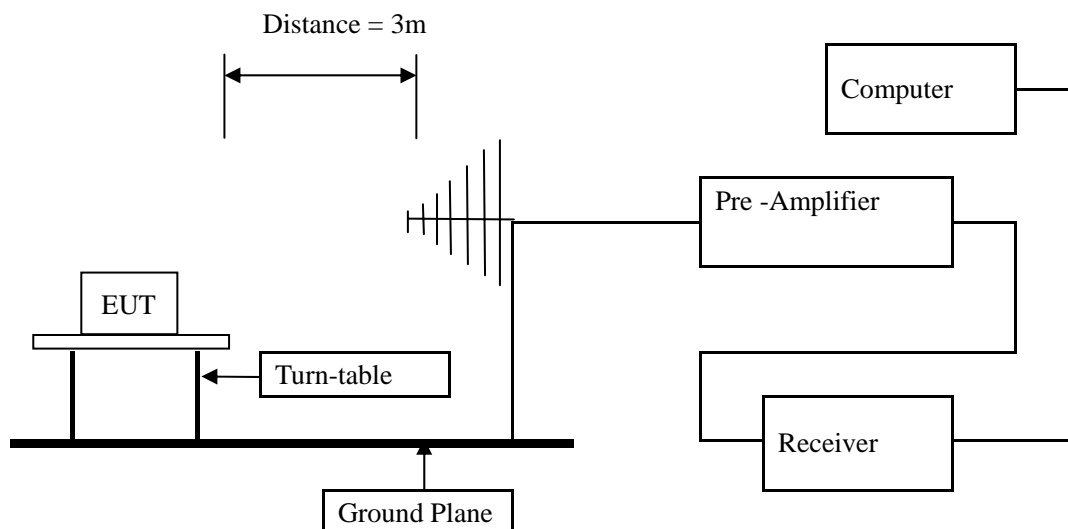 Distance = 3m
Computer
Pre -Amplifier
EUT
Turn-table
Receiver
Ground Plane